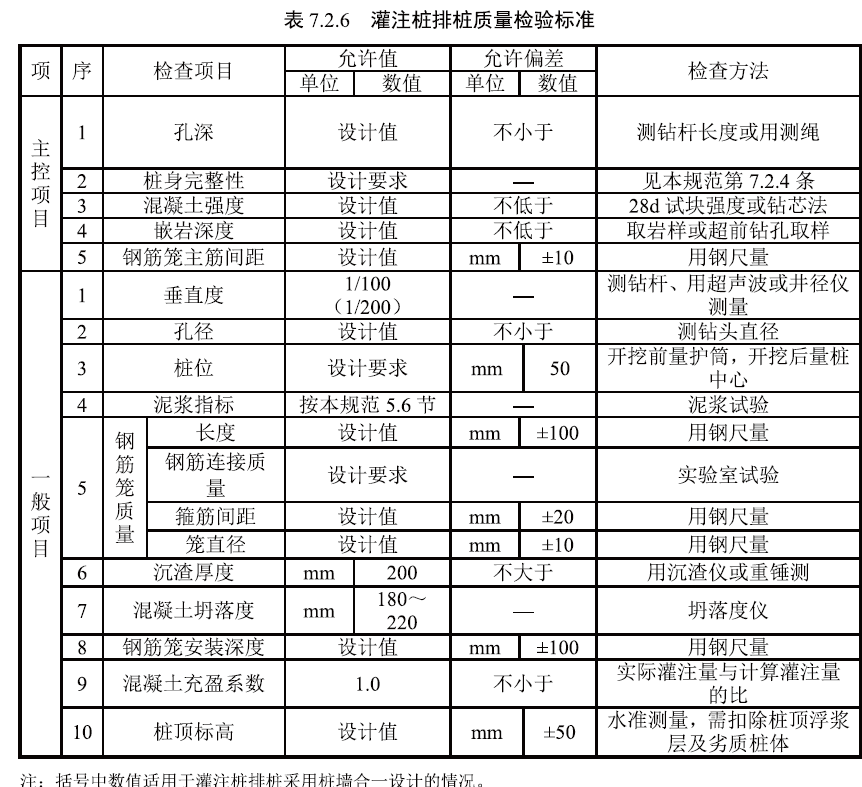 表 7.2.6　灌注桩排桩质量检验标准
项 序 检查项目 允许值 允许偏差 检查方法
单位 数值 单位 数值
主控项目
1 孔深 设计值 不小于 测钻杆长度或用测绳
2 桩身完整性 设计要求 — 见本规范第 7.2.4 条
3 混凝土强度 设计值 不低于 28d 试块强度或钻芯法
4 嵌岩深度 设计值 不低于 取岩样或超前钻孔取样
5 钢筋笼主筋间距 设计值 mm ±10 用钢尺量
一般项目
1 垂直度 1/100 （1/200） — 测钻杆、用超声波或井径仪测量
2 孔径 设计值 不小于 测钻头直径
3 桩位 设计要求 mm 50 开挖前量护筒，开挖后量桩中心
4 泥浆指标 按本规范 5.6 节 — 泥浆试验
5 钢筋笼质量 长度 设计值 mm ±100 用钢尺量
钢筋连接质量 设计要求 — 实验室试验
箍筋间距 设计值 mm ±20 用钢尺量
笼直径 设计值 mm ±10 用钢尺量
6 沉渣厚度 mm 200 不大于 用沉渣仪或重锤测
7 混凝土坍落度 mm 180～220 — 坍落度仪
8 钢筋笼安装深度 设计值 mm ±100 用钢尺量
9 混凝土充盈系数 1.0 不小于 实际灌注量与计算灌注量的比
10 桩顶标高 设计值 mm ±50 水准测量，需扣除桩顶浮浆层及劣质桩体
注：括号中数值适用于灌注桩排桩采用桩墙合一设计的情况。